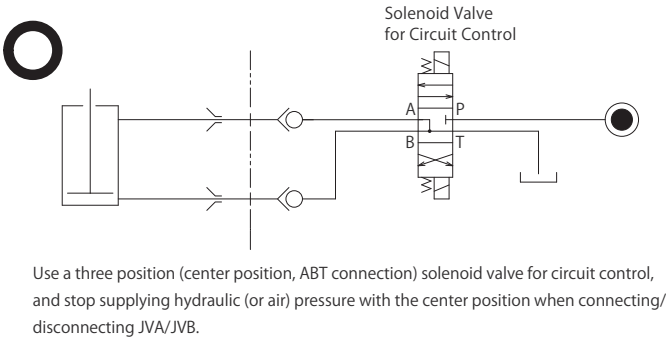 Solenoid Valve
for Circuit Control
A P
B T
Use a three position (center position, ABT connection) solenoid valve for circuit control,
and stop supplying hydraulic (or air) pressure with the center position when connecting/
disconnecting JVA/JVB.